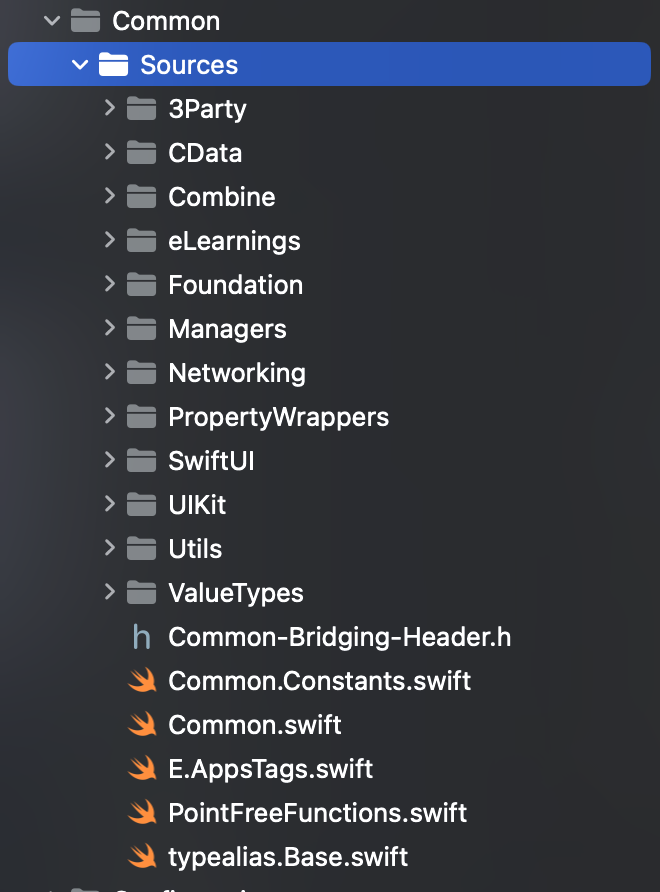 Common
Sources
3Party
CData
Combine
eLearnings
Foundation
Managers
Networking
PropertyWrappers
SwiftUI
UIKit
Utils
ValueTypes
h Common-Bridging-Header.h
Common.Constants.swift
Common.swift
E.AppsTags.swift
PointFreeFunctions.swift
typealias.Base.swift